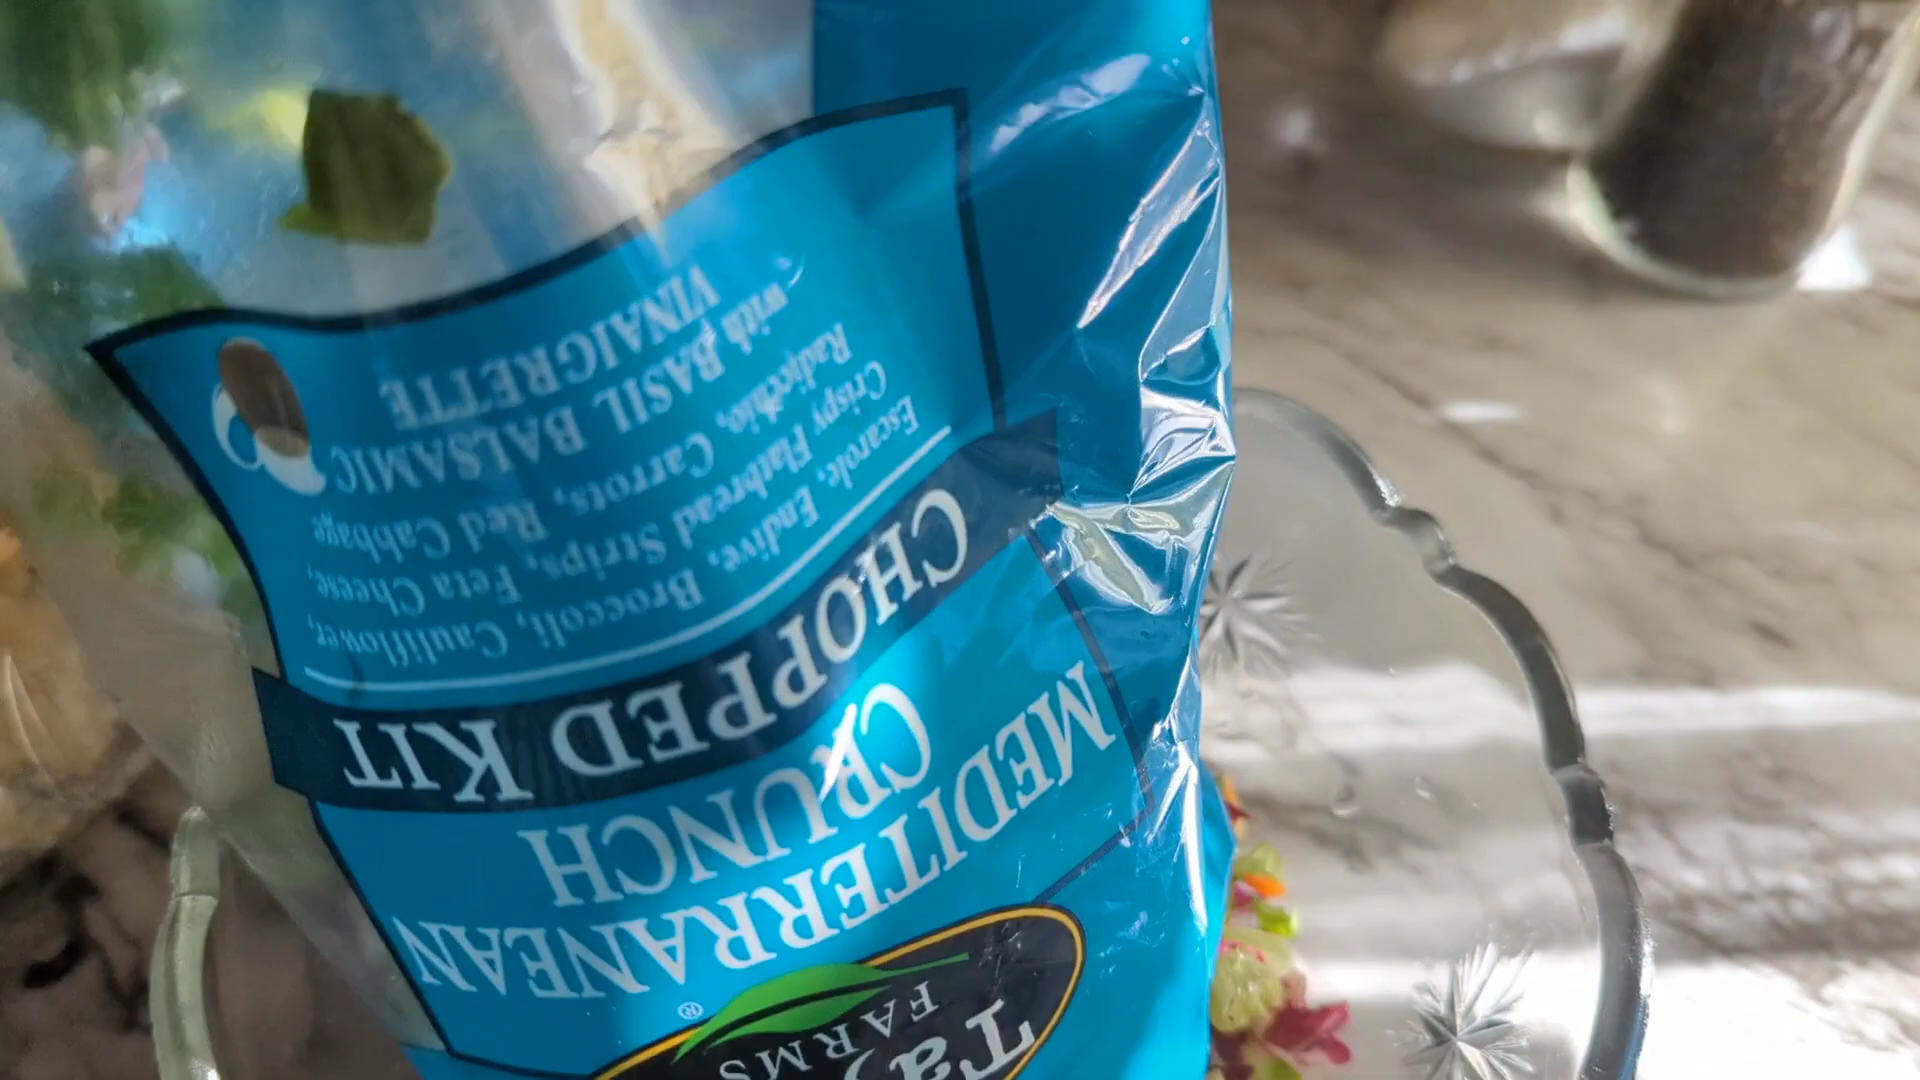 FARMS
®
MEDITERRANEAN
CRUNCH
CHOPPED KIT
Escarole, Endive, Broccoli, Cauliflower,
Crispy Flatbread Strips, Feta Cheese,
Radicchio, Carrots, Red Cabbage
with BASIL BALSAMIC
VINAIGRETTE